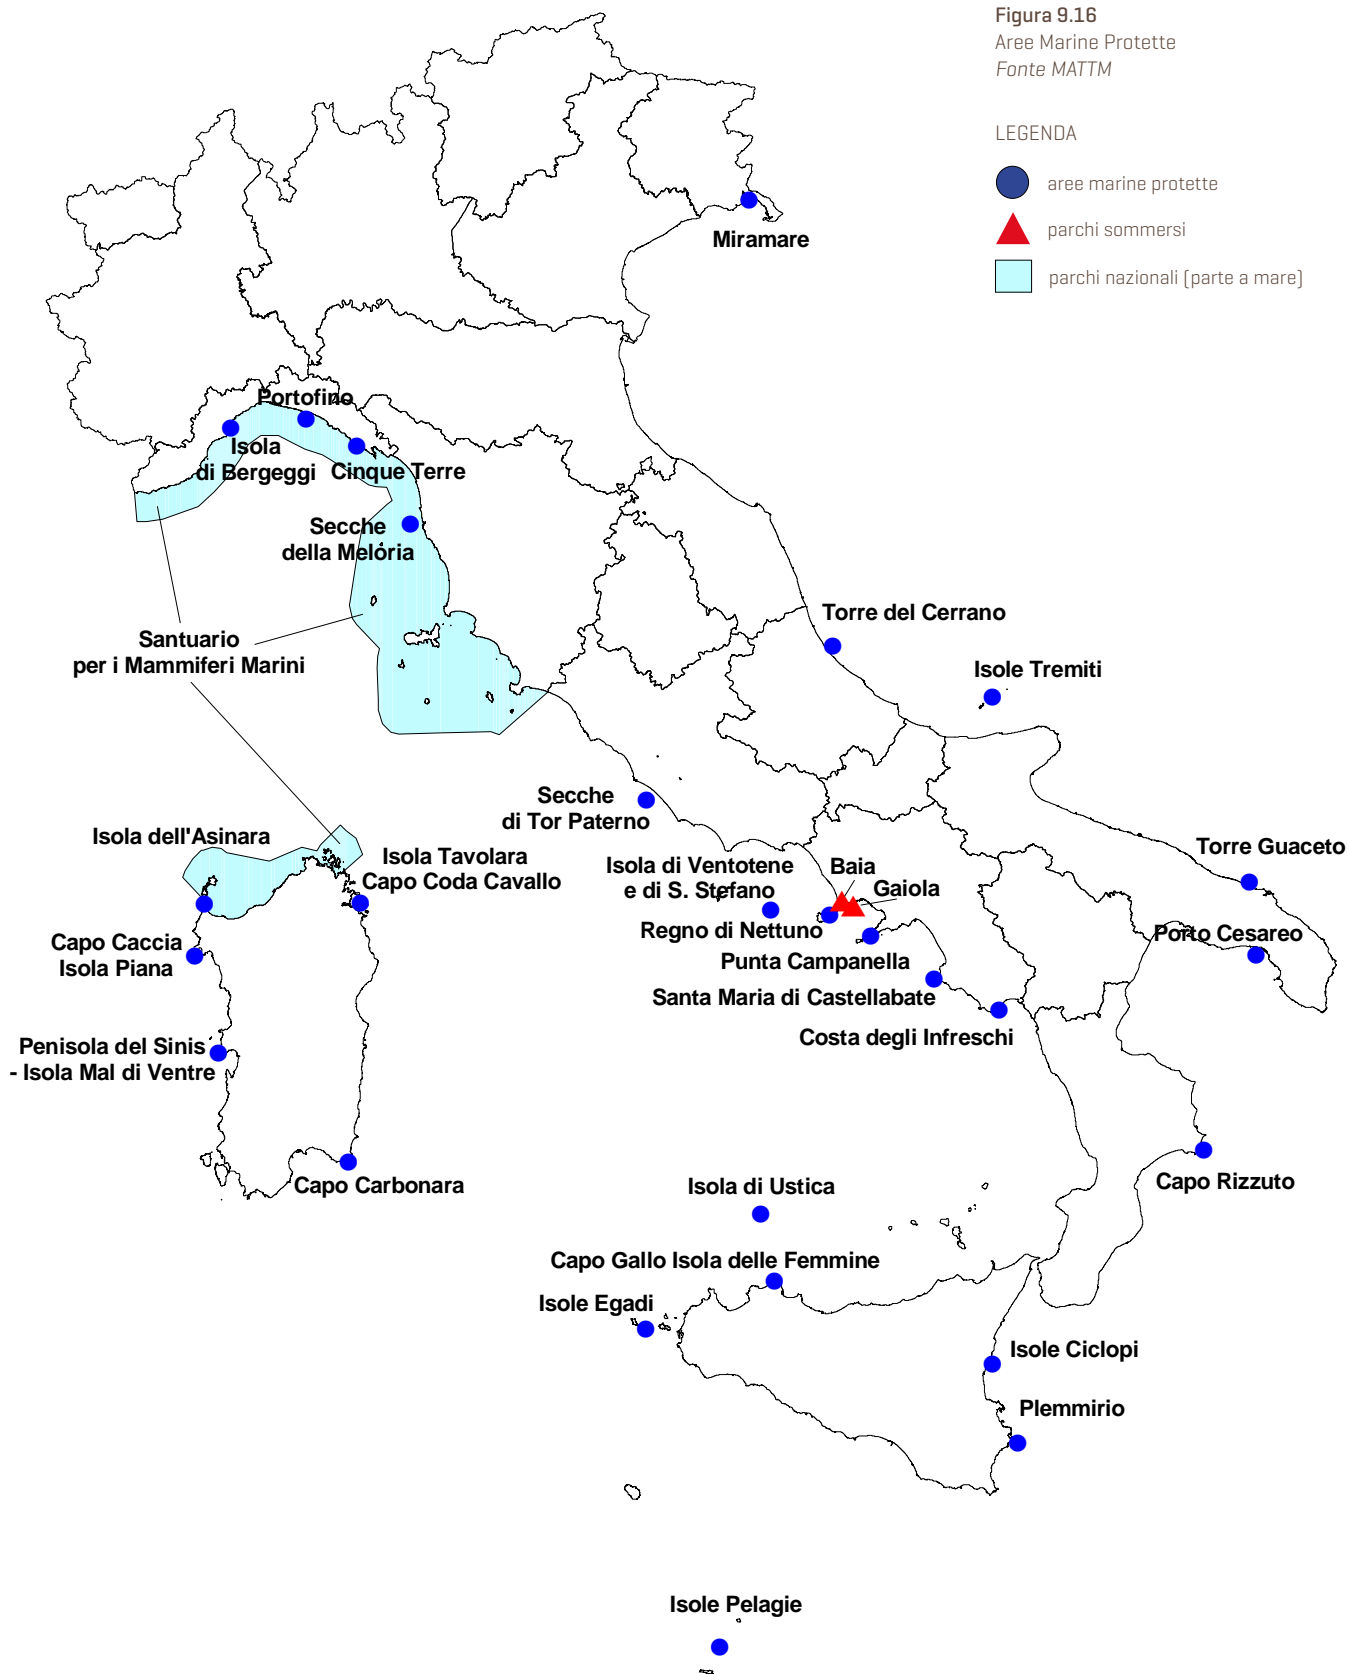 Figura 9.16
Aree Marine Protette
Fonte MATTM
LEGENDA
aree marine protette
parchi sommersi
parchi nazionali (parte a mare)
Miramare
Portofino
Isola
di Bergeggi
Cinque Terre
Secche
della Meloria
Santuario
per i Mammiferi Marini
Torre del Cerrano
Isole Tremiti
Secche
di Tor Paterno
Isola dell'Asinara
Isola Tavolara
Capo Coda Cavallo
Isola di Ventotene
e di S. Stefano
Baia
Gaiola
Torre Guaceto
Regno di Nettuno
Porto Cesareo
Capo Caccia
Isola Piana
Punta Campanella
Santa Maria di Castellabate
Costa degli Infreschi
Penisola del Sinis
- Isola Mal di Ventre
Capo Carbonara
Isola di Ustica
Capo Rizzuto
Capo Gallo Isola delle Femmine
Isole Egadi
Isole Ciclopi
Plemmirio
Isole Pelagie